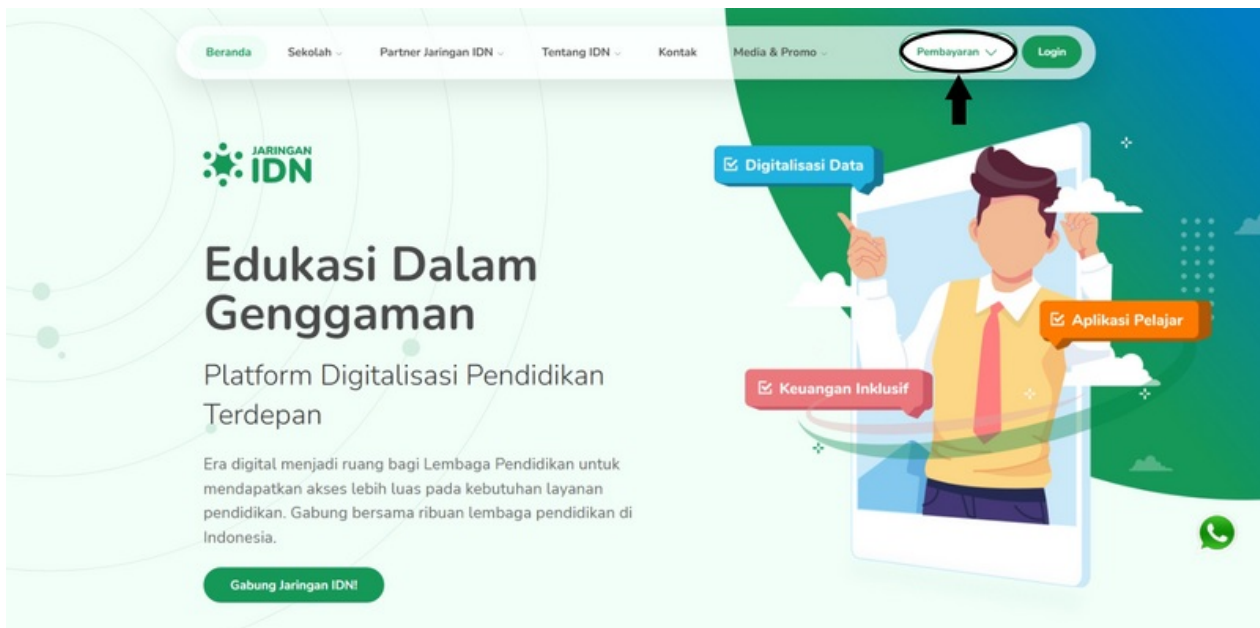 Beranda Sekolah Partner Jaringan IDN Tentang IDN Kontak Media & Promo Pembayaran Login
JARINGAN
IDN
Digitalisasi Data
Edukasi Dalam
Genggaman
Aplikasi Pelajar
Platform Digitalisasi Pendidikan
Terdepan
Keuangan Inklusif
Era digital menjadi ruang bagi Lembaga Pendidikan untuk
mendapatkan akses lebih luas pada kebutuhan layanan
pendidikan. Gabung bersama ribuan lembaga pendidikan di
Indonesia.
Gabung Jaringan IDN!